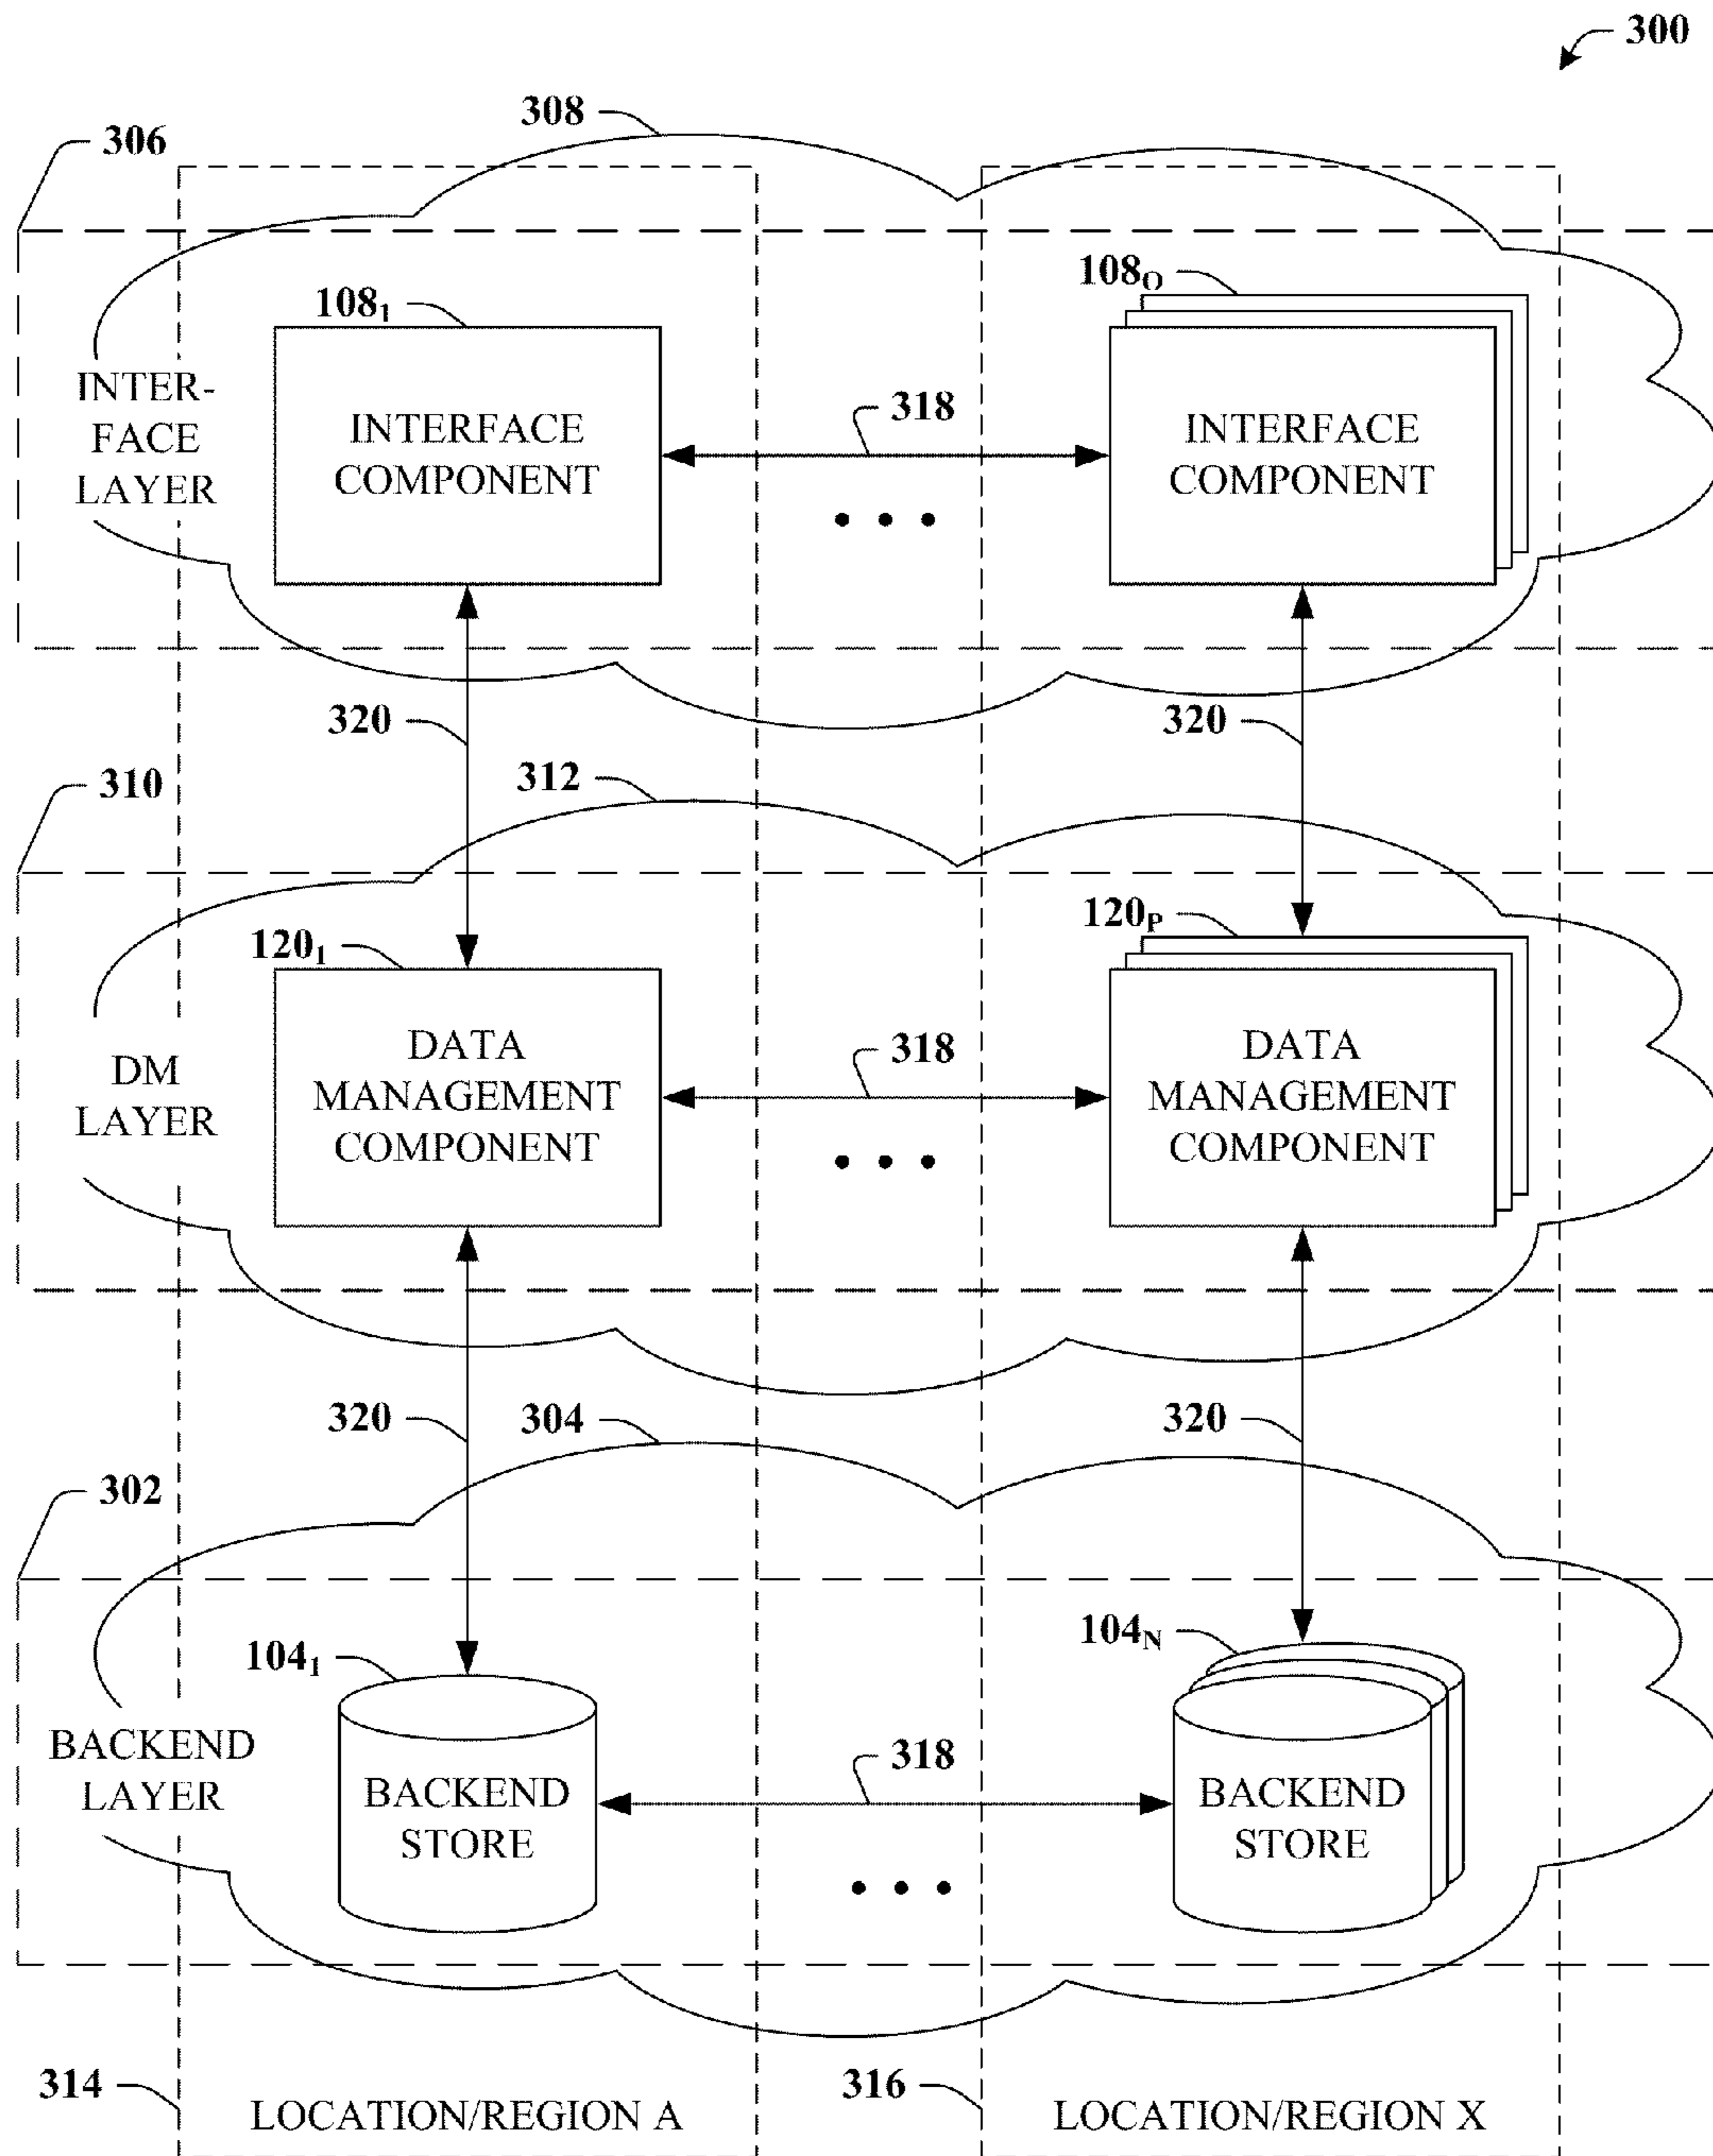 300
308
306
108₁
108O
INTER-
FACE
LAYER
INTERFACE
COMPONENT
318
INTERFACE
COMPONENT
320
320
310
312
120₁
120P
DM
LAYER
DATA
MANAGEMENT
COMPONENT
318
DATA
MANAGEMENT
COMPONENT
320
304
320
302
104₁
104N
BACKEND
LAYER
BACKEND
STORE
318
BACKEND
STORE
314
LOCATION/REGION A
316
LOCATION/REGION X